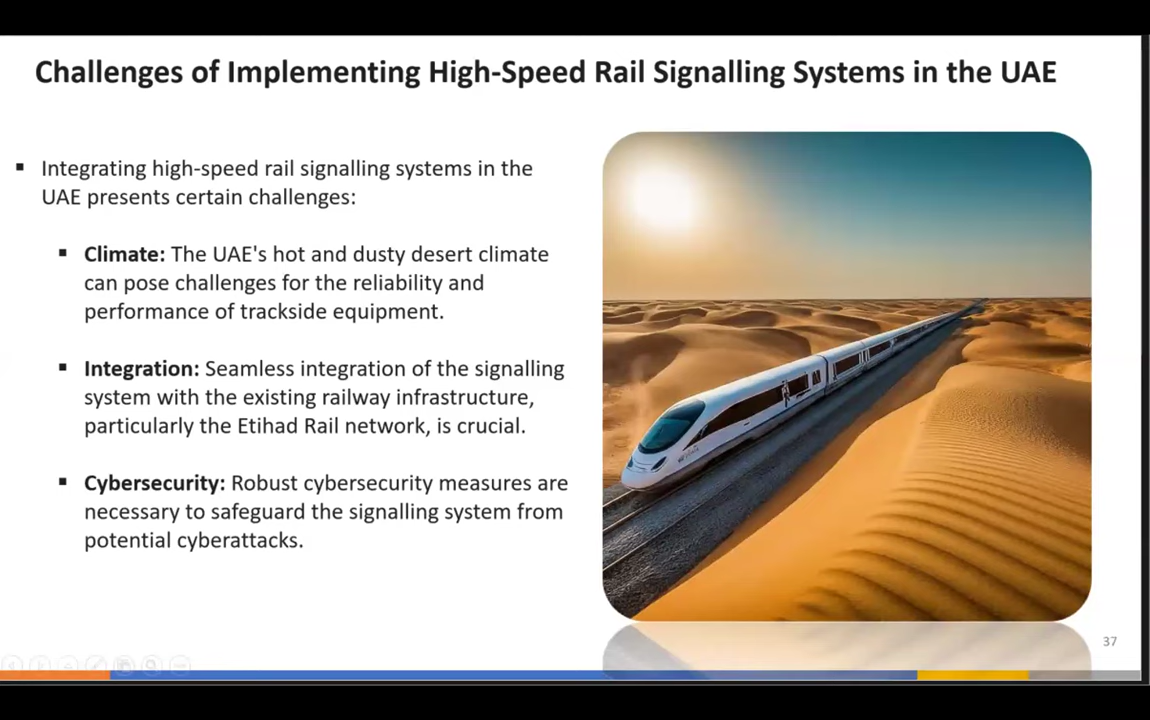 Challenges of Implementing High-Speed Rail Signalling Systems in the UAE
▪ Integrating high-speed rail signalling systems in the
UAE presents certain challenges:
▪ Climate: The UAE's hot and dusty desert climate
can pose challenges for the reliability and
performance of trackside equipment.
▪ Integration: Seamless integration of the signalling
system with the existing railway infrastructure,
particularly the Etihad Rail network, is crucial.
▪ Cybersecurity: Robust cybersecurity measures are
necessary to safeguard the signalling system from
potential cyberattacks.
37